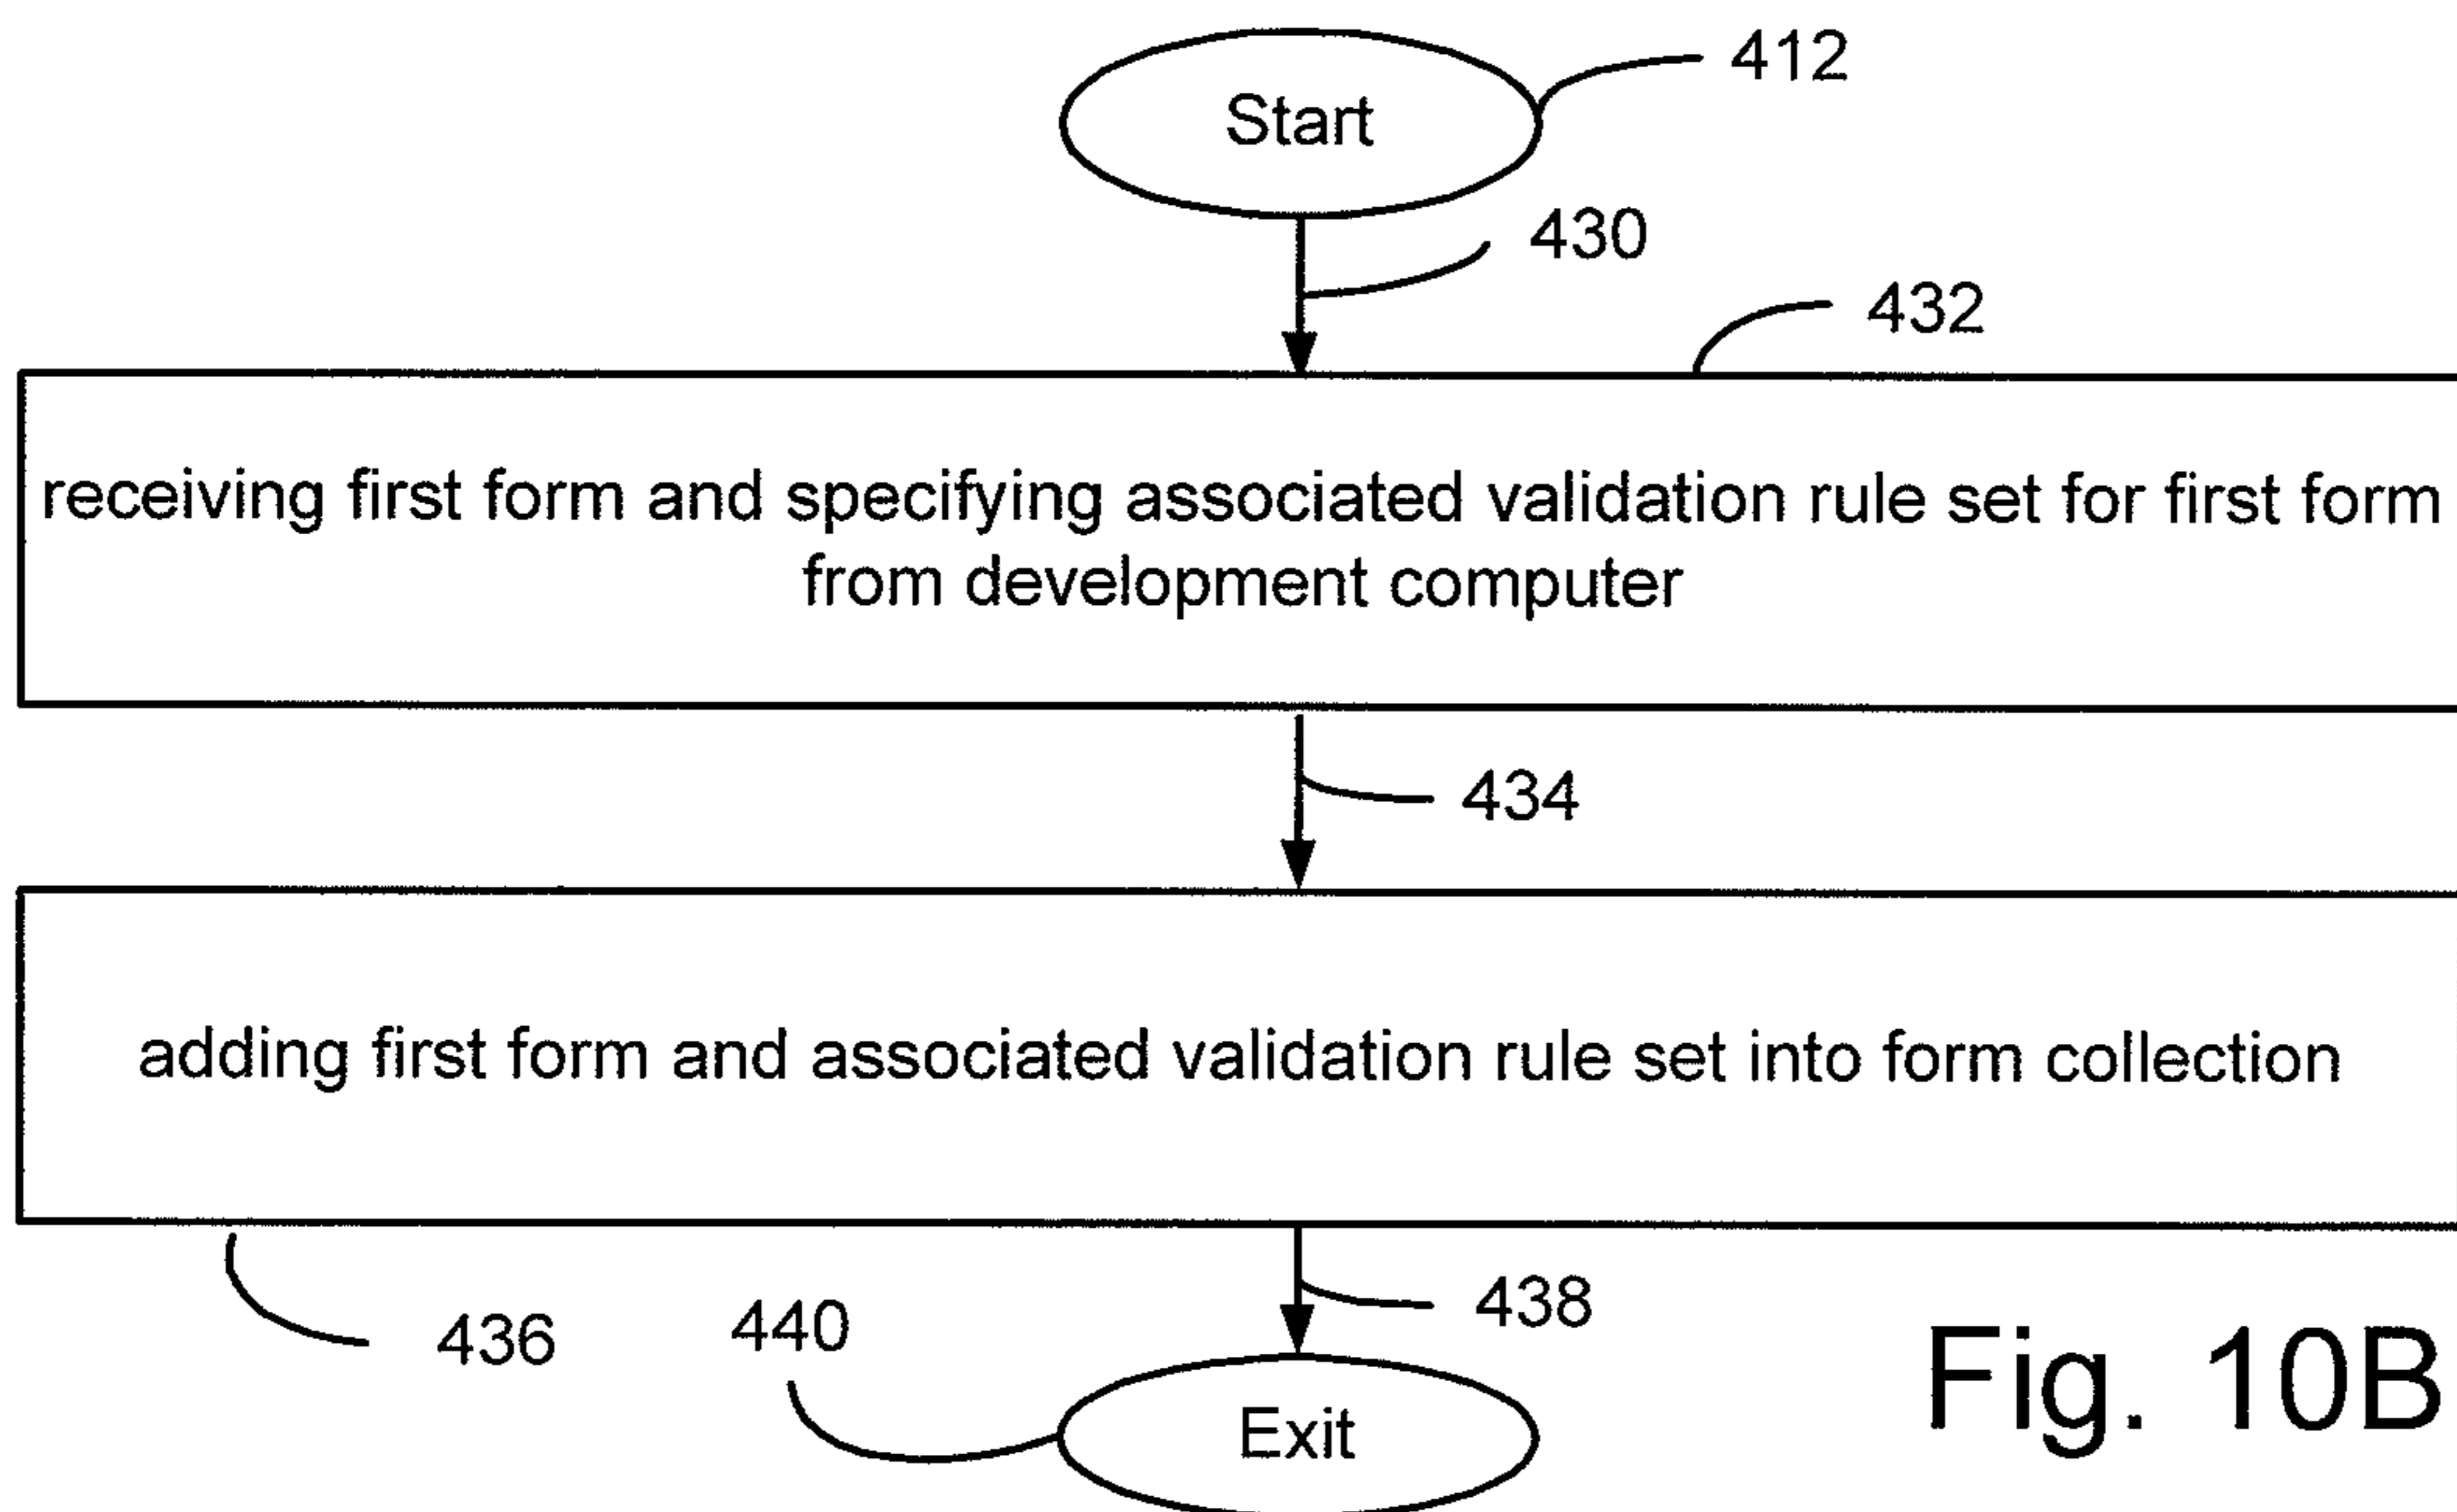 412
Start
430
432
receiving first form and specifying associated validation rule set for first form
from development computer
434
adding first form and associated validation rule set into form collection
436
440
438
Exit
Fig. 10B